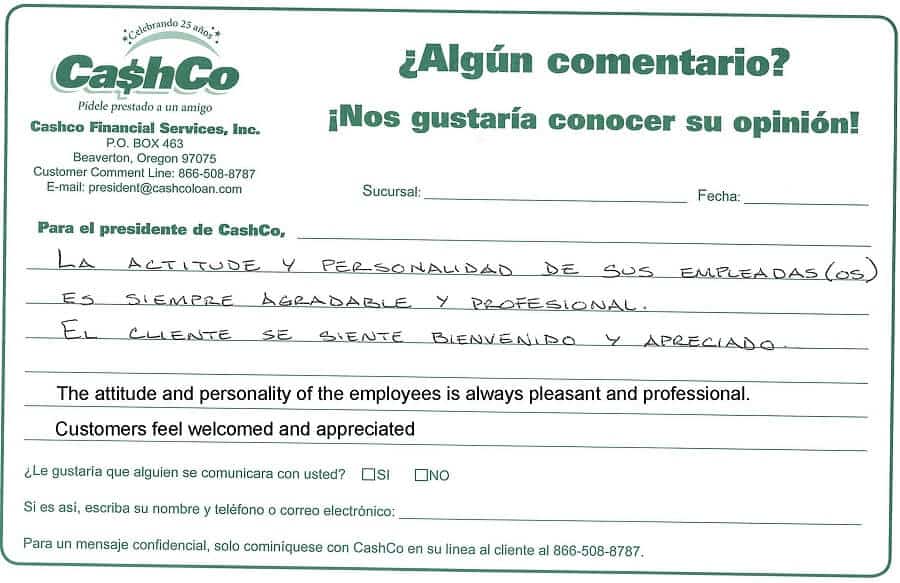 Celebrando 25 años
Ca$hCo
Pídele prestado a un amigo
Cashco Financial Services, Inc.
P.O. BOX 463
Beaverton, Oregon 97075
Customer Comment Line: 866-508-8787
E-mail: president@cashcoloan.com
¿Algún comentario?
¡Nos gustaría conocer su opinión!
Sucursal: Fecha:
Para el presidente de CashCo,
LA ACTITUDE Y PERSONALIDAD DE SUS EMPLEADAS(OS)
ES SIEMPRE AGRADABLE Y PROFESIONAL.
EL CLIENTE SE SIENTE BIENVENIDO Y APRECIADO.
The attitude and personality of the employees is always pleasant and professional.
Customers feel welcomed and appreciated
¿Le gustaria que alguien se comunicara con usted? SI NO
Si es así, escriba su nombre y teléfono o correo electrónico:
Para un mensaje confidencial, solo cominíquese con CashCo en su linea al cliente al 866-508-8787.